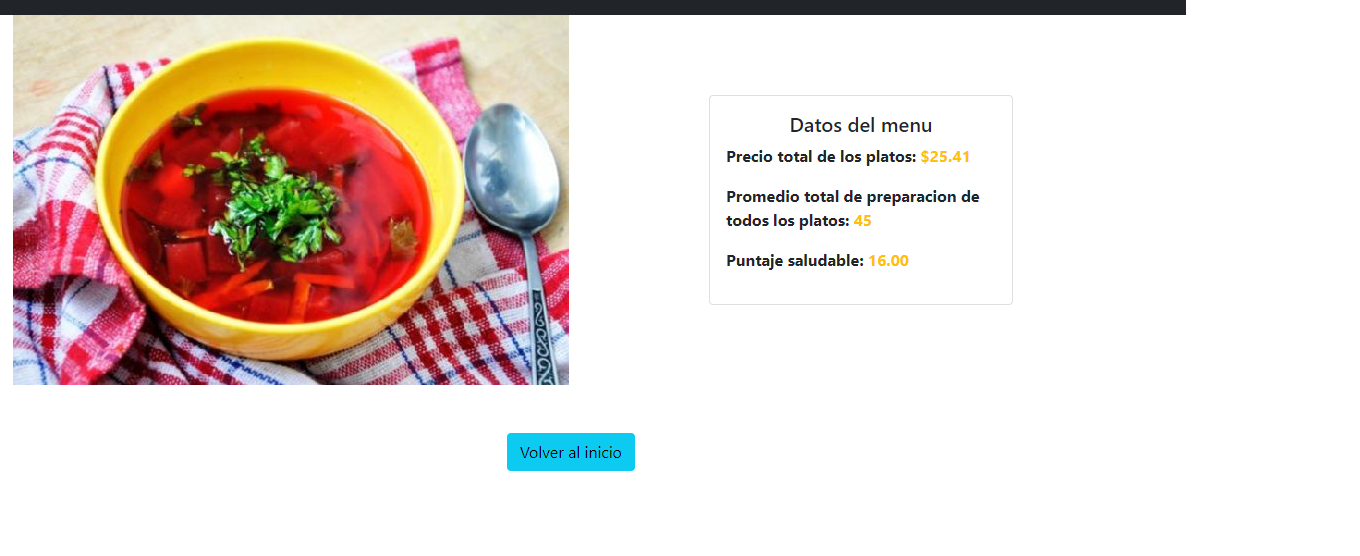 Datos del menu
Precio total de los platos: $25.41
Promedio total de preparacion de
todos los platos: 45
Puntaje saludable: 16.00
Volver al inicio